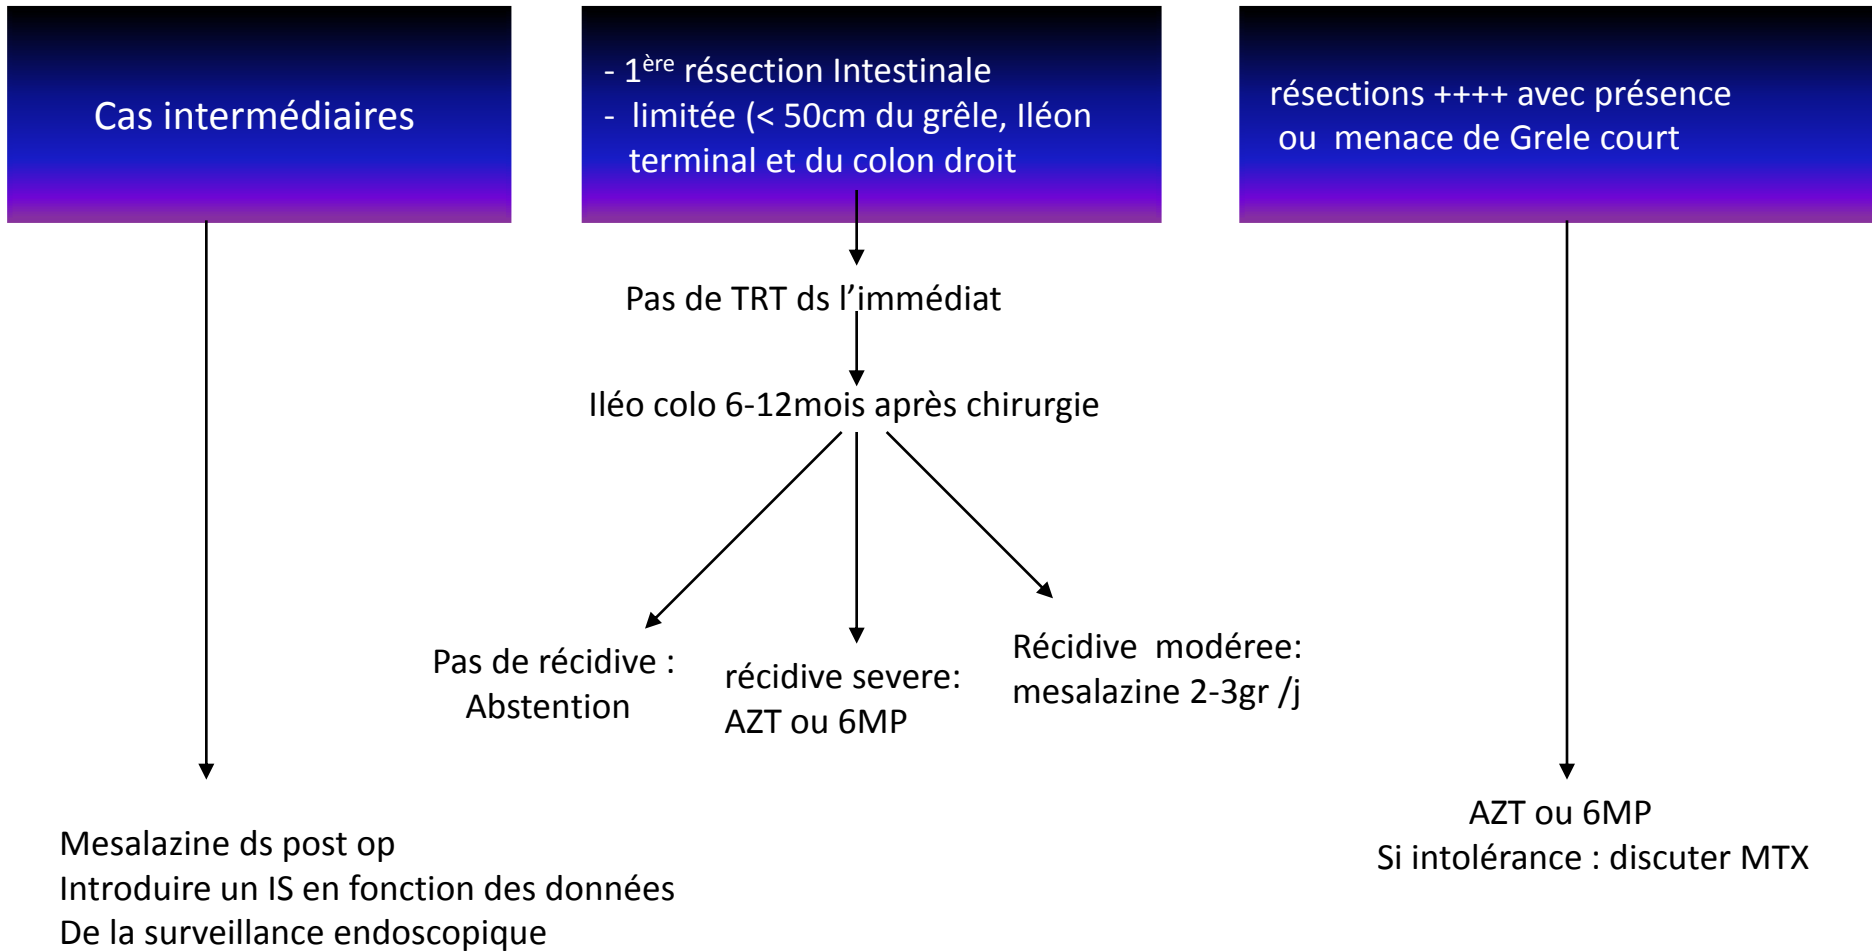 Cas intermédiaires
- 1ère résection Intestinale
- limitée (< 50cm du grêle, Iléon
terminal et du colon droit
résections ++++ avec présence
ou menace de Grele court
Pas de TRT ds l’immédiat
Iléo colo 6-12mois après chirurgie
Pas de récidive :
Abstention
récidive severe:
AZT ou 6MP
Récidive modéree:
mesalazine 2-3gr /j
Mesalazine ds post op
Introduire un IS en fonction des données
De la surveillance endoscopique
AZT ou 6MP
Si intolérance : discuter MTX